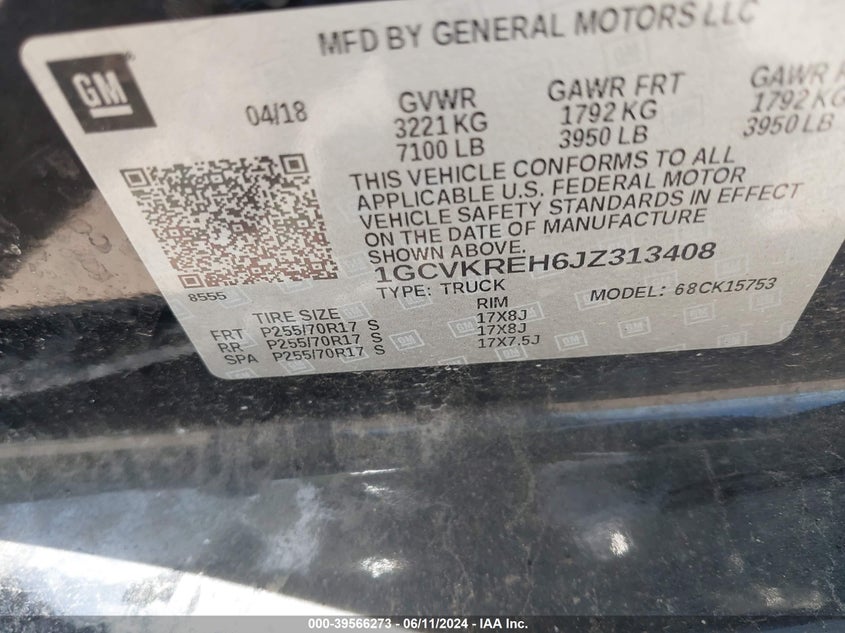 MFD BY GENERAL MOTORS LLC
GM
04/18
GVWR
3221 KG
7100 LB
GAWR FRT
1792 KG
3950 LB
GAWR
1792 KG
3950 LB
THIS VEHICLE CONFORMS TO ALL
APPLICABLE U.S. FEDERAL MOTOR
VEHICLE SAFETY STANDARDS IN EFFECT
ON THE DATE OF MANUFACTURE
SHOWN ABOVE.
8555
1GCVKREH6JZ313408
TYPE: TRUCK
MODEL: 68CK15753
TIRE SIZE RIM
FRT P255/70R17 S 17X8J
RR P255/70R17 S 17X8J
SPA P255/70R17 S 17X7.5J
000-39566273 - 06/11/2024 - IAA Inc.